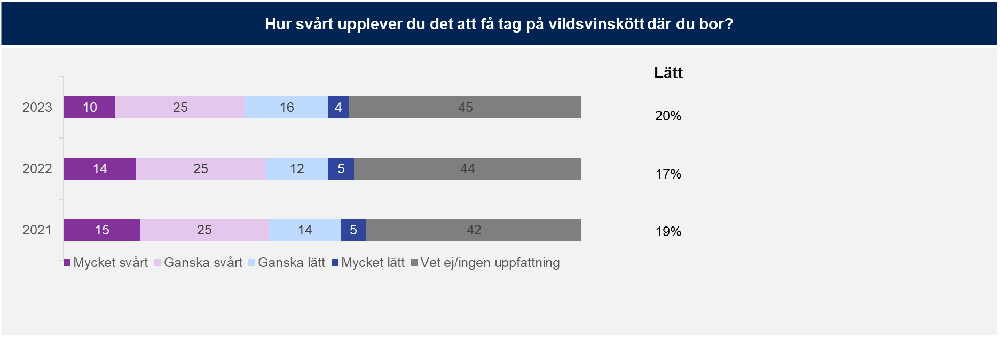 Hur svårt upplever du det att få tag på vildsvinskött där du bor?
Lätt
2023 10 25 16 4 45 20%
2022 14 25 12 5 44 17%
2021 15 25 14 5 42 19%
Mycket svårt Ganska svårt Ganska lätt Mycket lätt Vet ej/ingen uppfattning